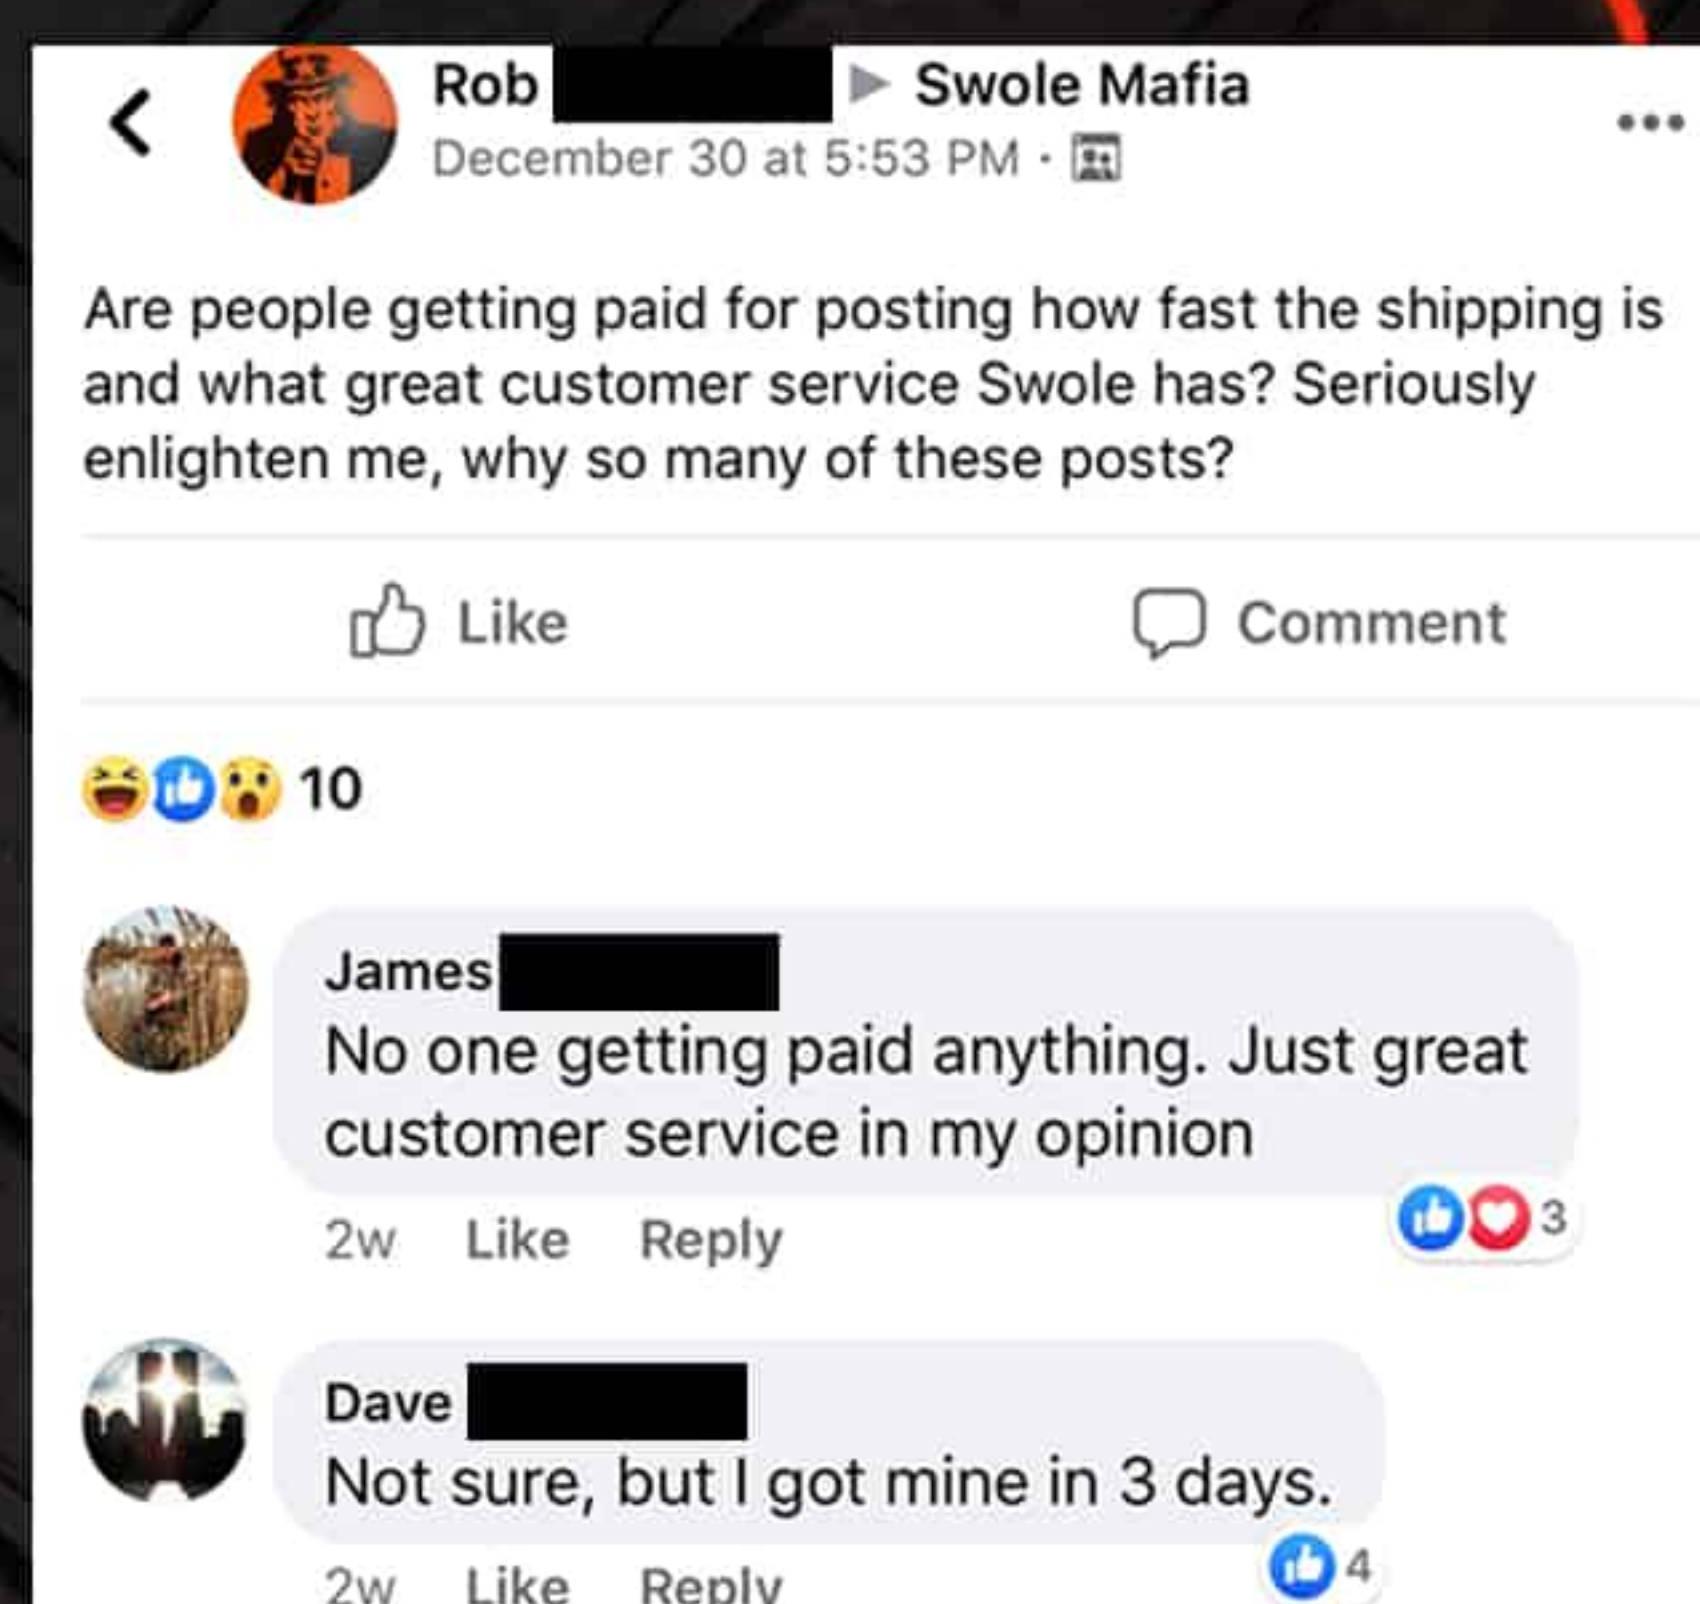 Rob ▶ Swole Mafia
December 30 at 5:53 PM ·
Are people getting paid for posting how fast the shipping is
and what great customer service Swole has? Seriously
enlighten me, why so many of these posts?
Like Comment
10
James
No one getting paid anything. Just great
customer service in my opinion
2w Like Reply 3
Dave
Not sure, but I got mine in 3 days.
2w Like Reply 4